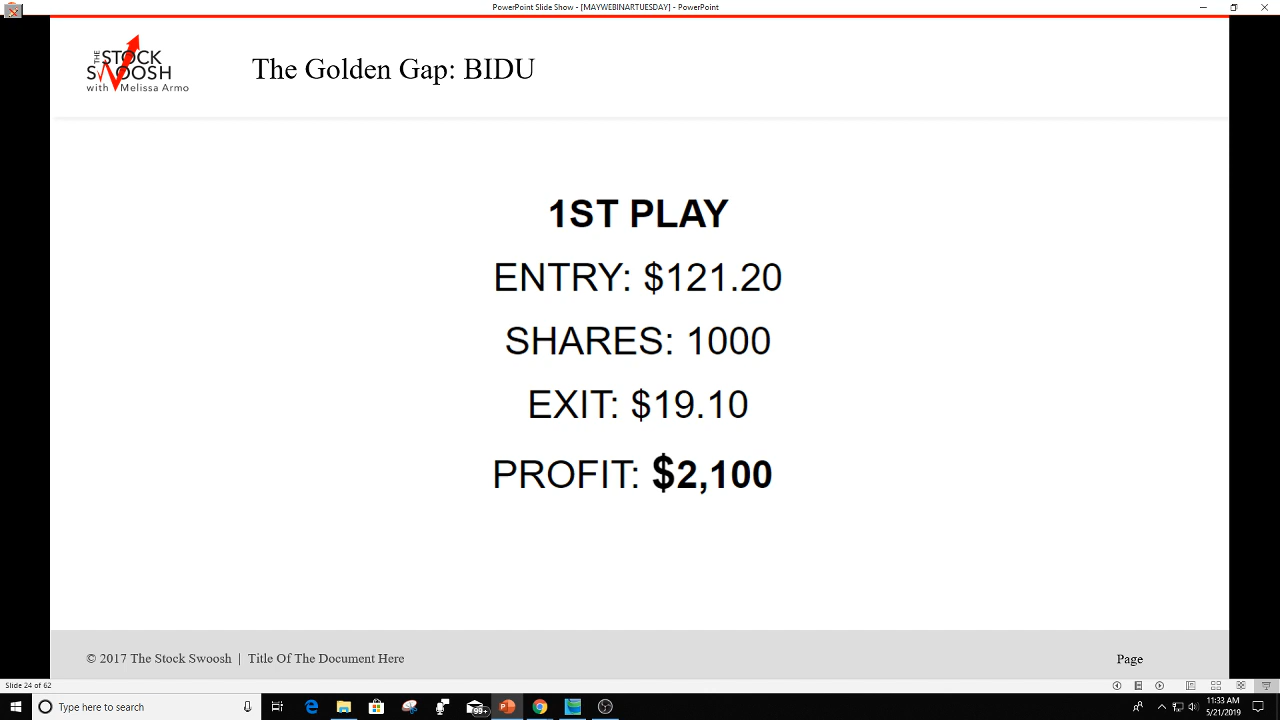 PowerPoint Slide Show - [MAYWEBINARTUESDAY] - PowerPoint
THE STOCK
SWOOSH
with Melissa Armo
The Golden Gap: BIDU
1ST PLAY
ENTRY: $121.20
SHARES: 1000
EXIT: $19.10
PROFIT: $2,100
© 2017 The Stock Swoosh | Title Of The Document Here
Page
Slide 24 of 62
Type here to search
99+
11:33 AM
5/21/2019